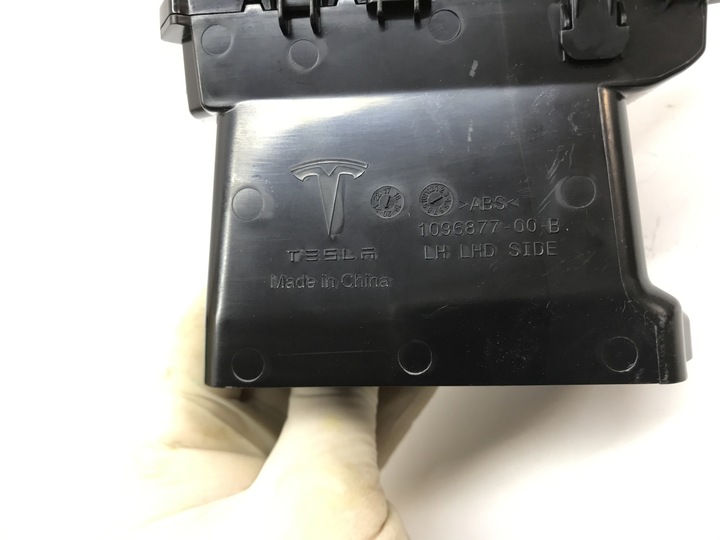 >ABS<
1096877-00-B
TESLA
LH LHD SIDE
Made in China